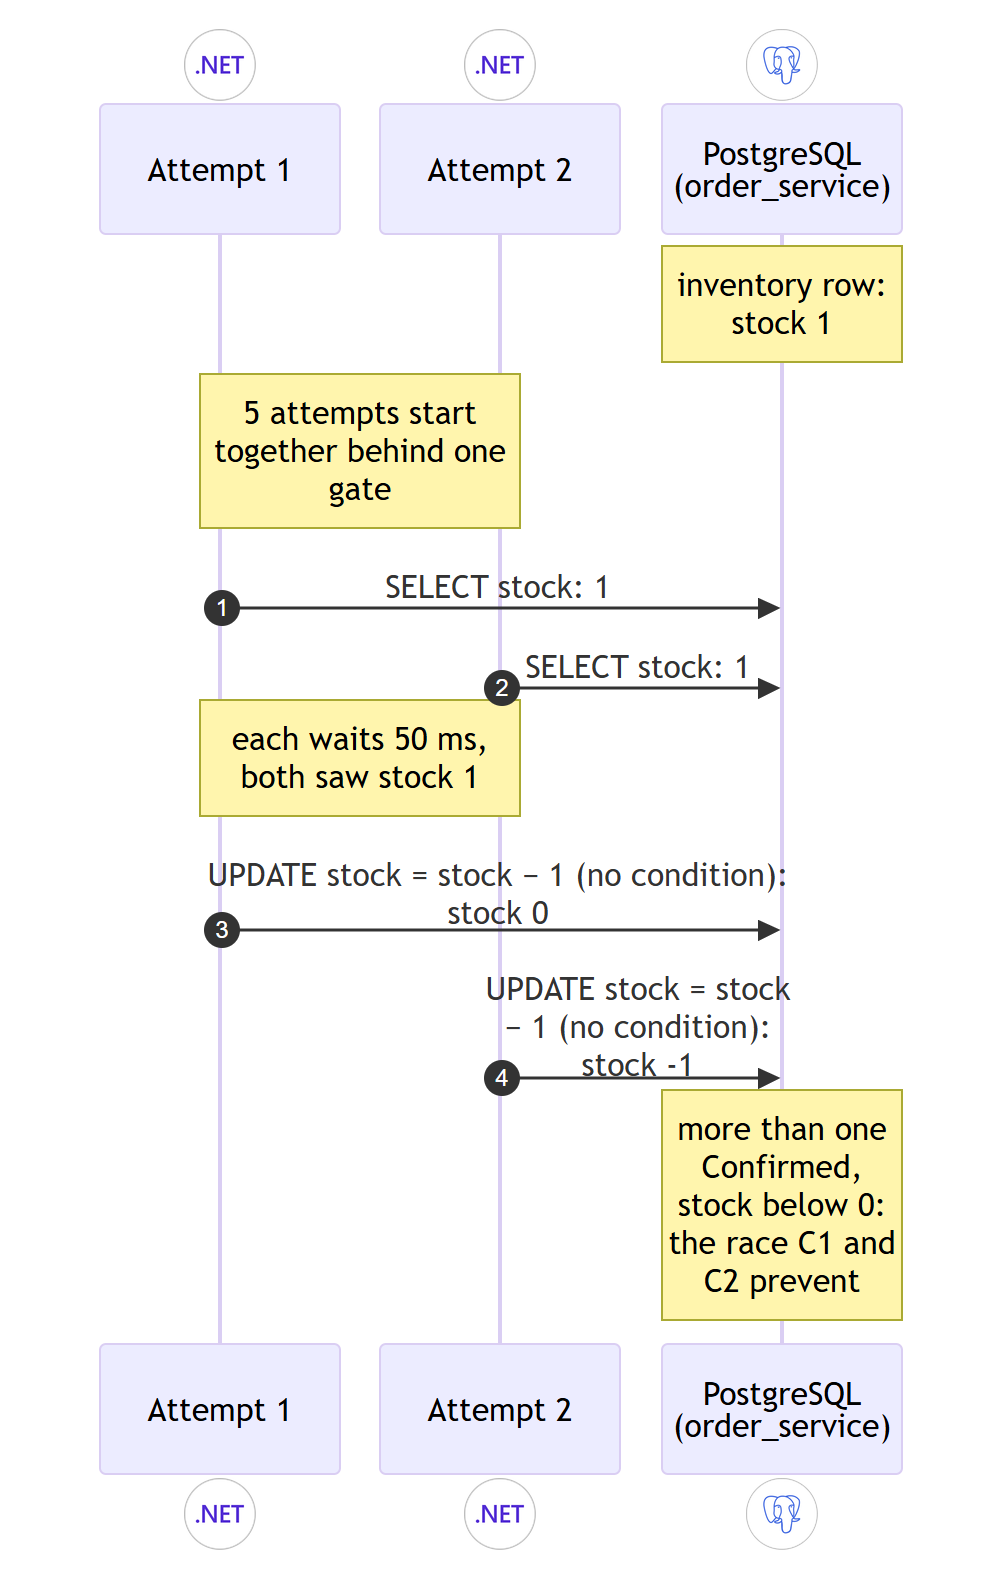 .NET
.NET
Attempt 1
Attempt 2
PostgreSQL
(order_service)
inventory row:
stock 1
5 attempts start
together behind one
gate
SELECT stock: 1
1
SELECT stock: 1
2
each waits 50 ms,
both saw stock 1
UPDATE stock = stock − 1 (no condition):
stock 0
3
UPDATE stock = stock
− 1 (no condition):
stock -1
4
more than one
Confirmed,
stock below 0:
the race C1 and
C2 prevent
Attempt 1
Attempt 2
PostgreSQL
(order_service)
.NET
.NET